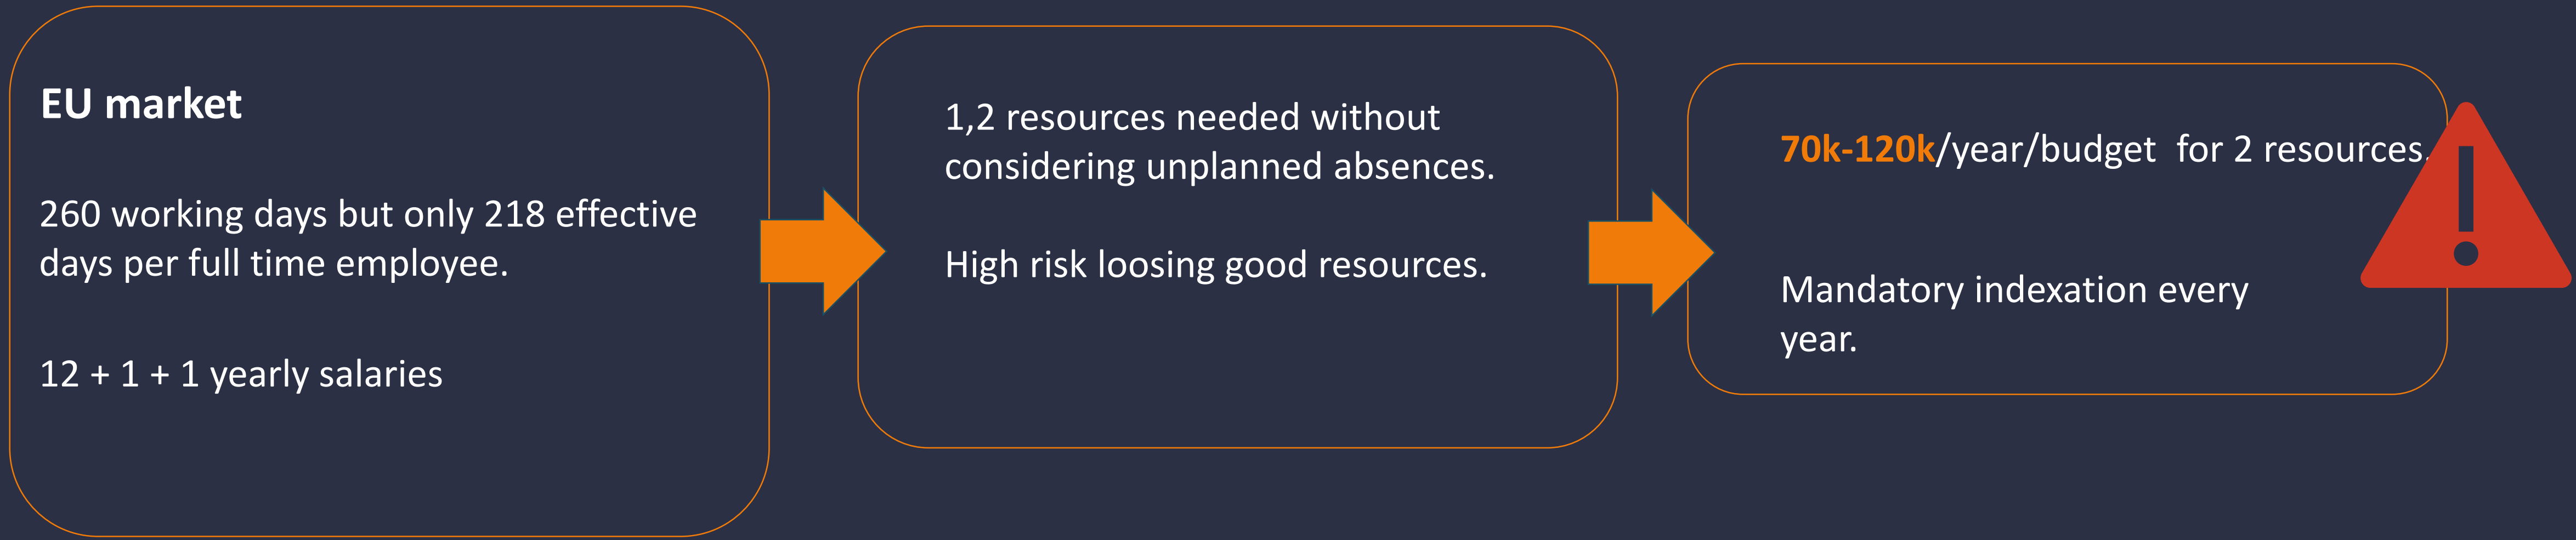 EU market
260 working days but only 218 effective
days per full time employee.
12 + 1 + 1 yearly salaries
1,2 resources needed without
considering unplanned absences.
High risk loosing good resources.
70k-120k/year/budget  for 2 resources.
Mandatory indexation every
year.